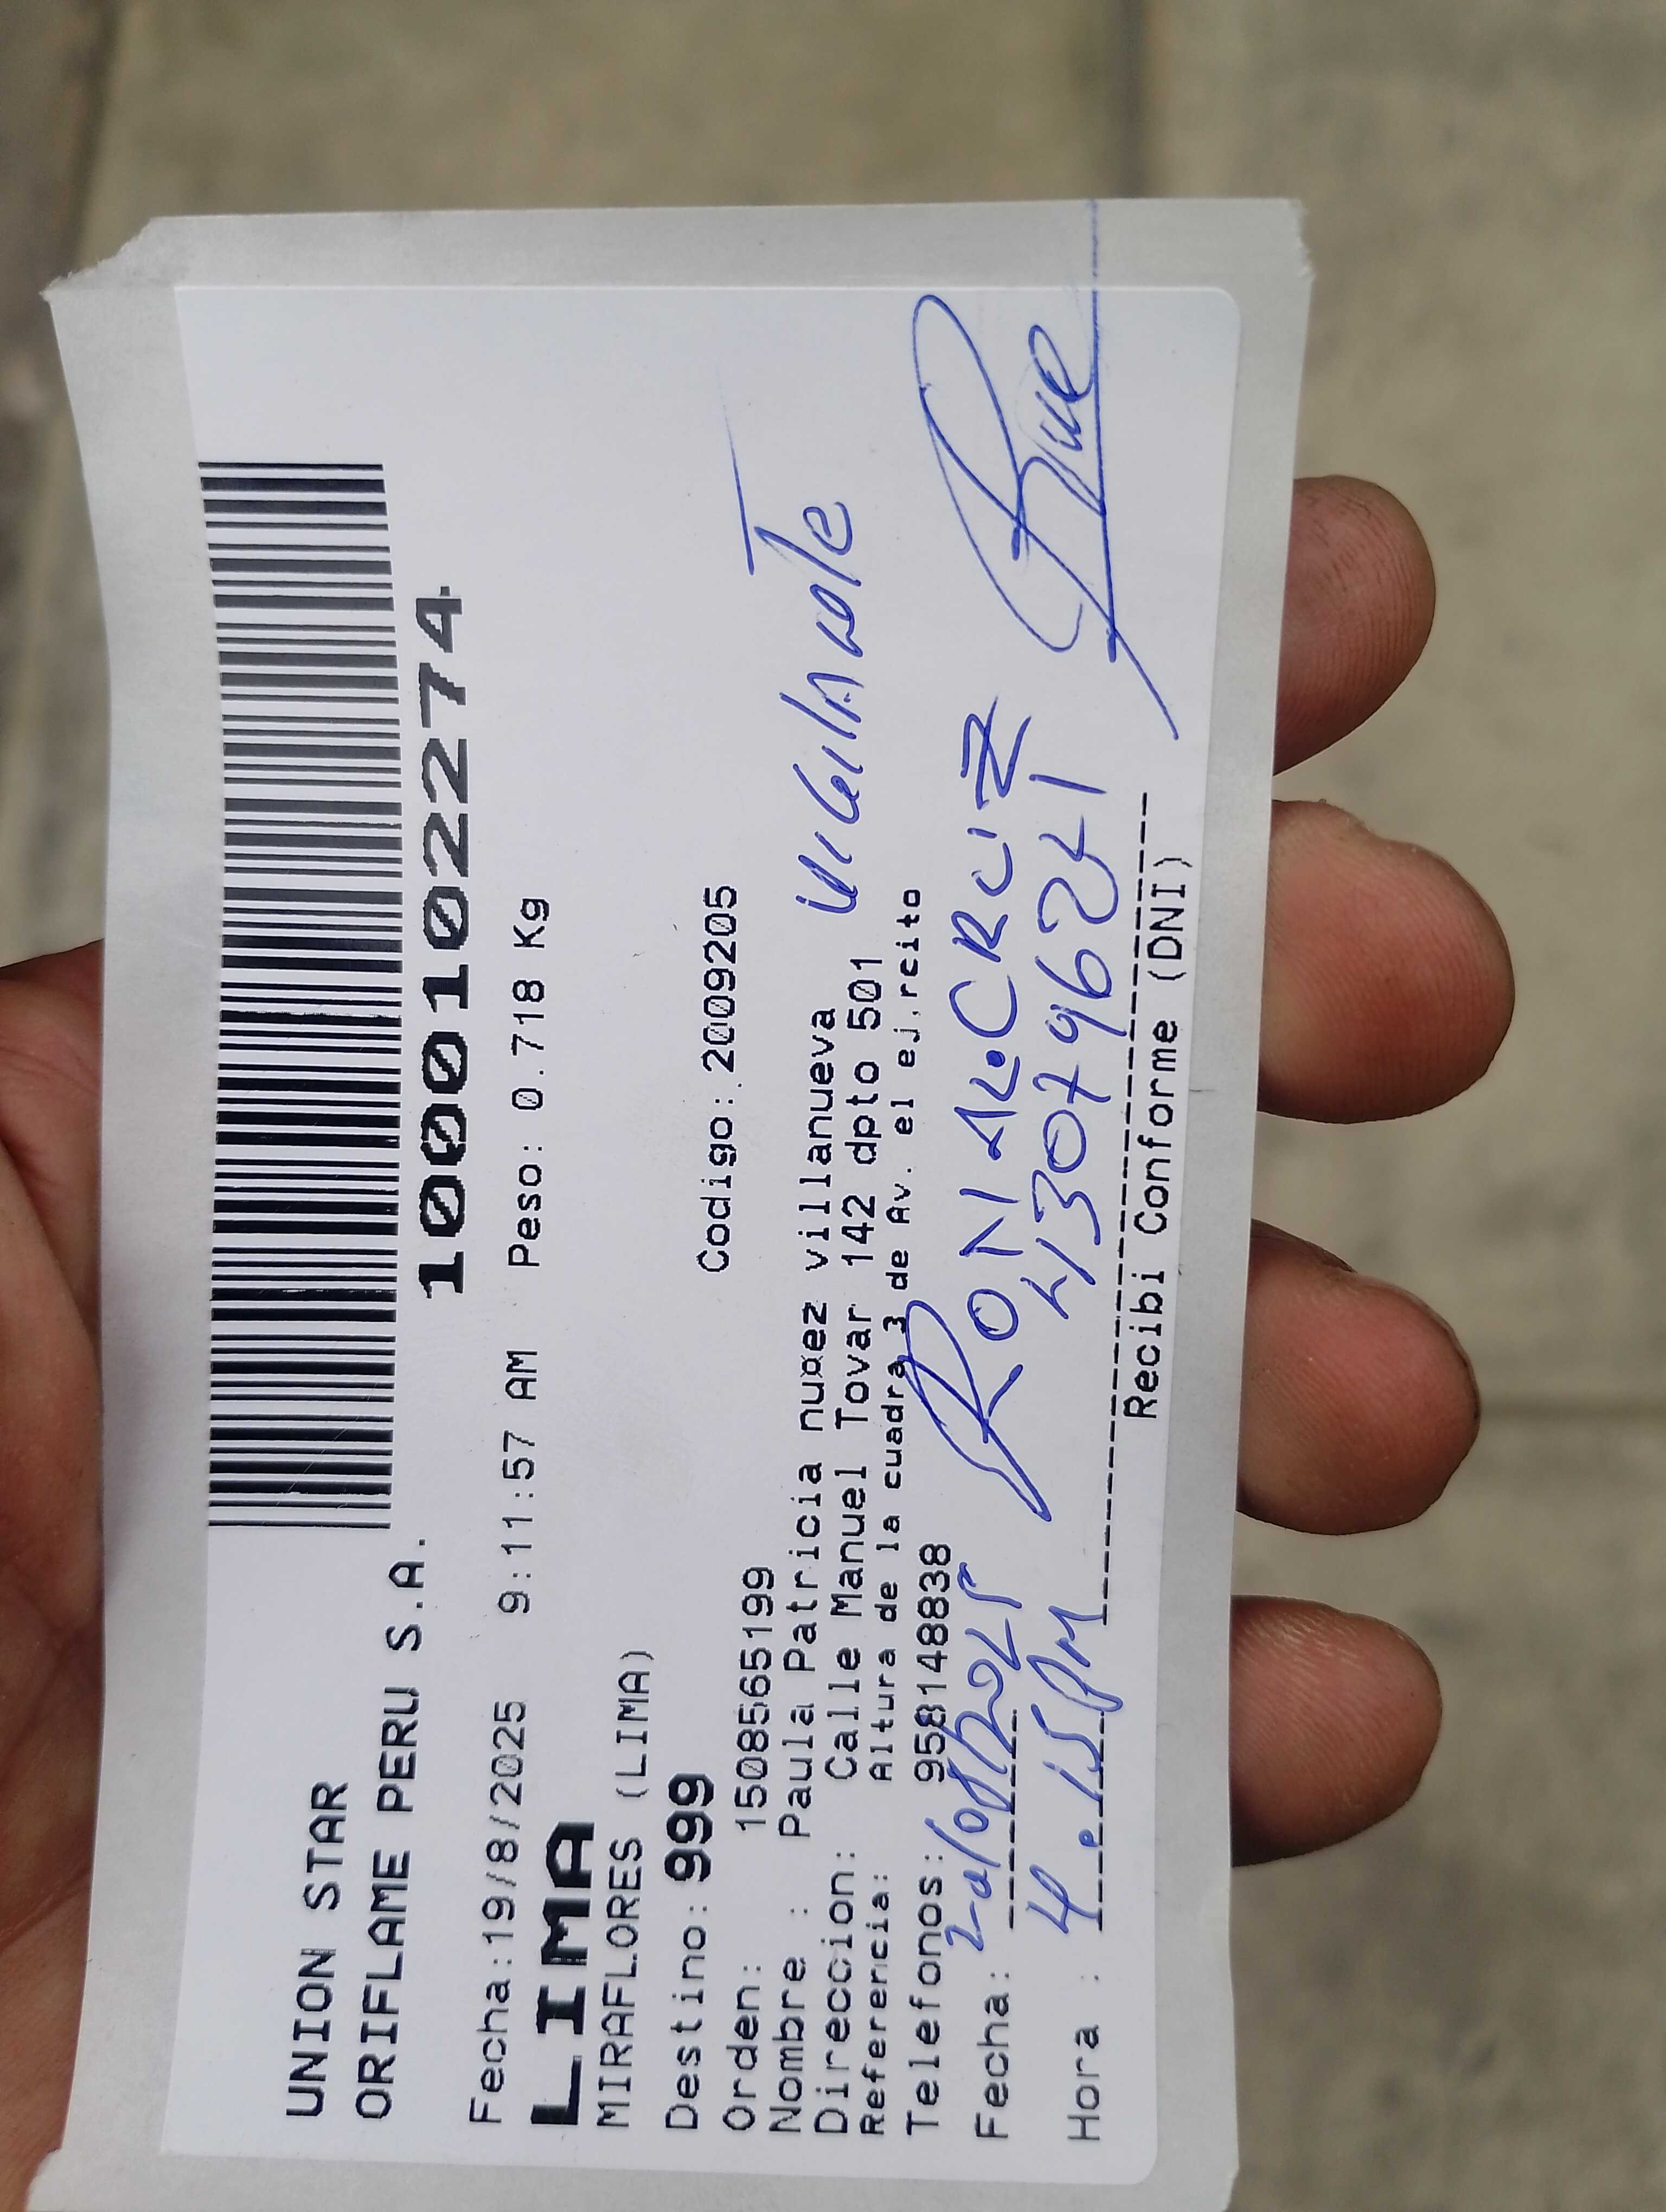 UNION STAR
ORIFLAME PERU S.A.
10001022274
Fecha:19/8/2025 9:11:57 AM Peso: 0.718 Kg
LIMA
MIRAFLORES (LIMA)
Destino: 999
Codigo: 2009205
Orden: 1508565199
Nombre : Paula Patricia nuñez villanueva
Direccion: Calle Manuel Tovar 142 dpto 501
Referencia: Altura de la cuadra 3 de Av. el ej.rcito
Telefonos: 958148838
VIGILANTE
Fecha: 20/08/2025
RONAL.CRUZ
Hora : 4:15 PM
43079621
Recibi Conforme (DNI)